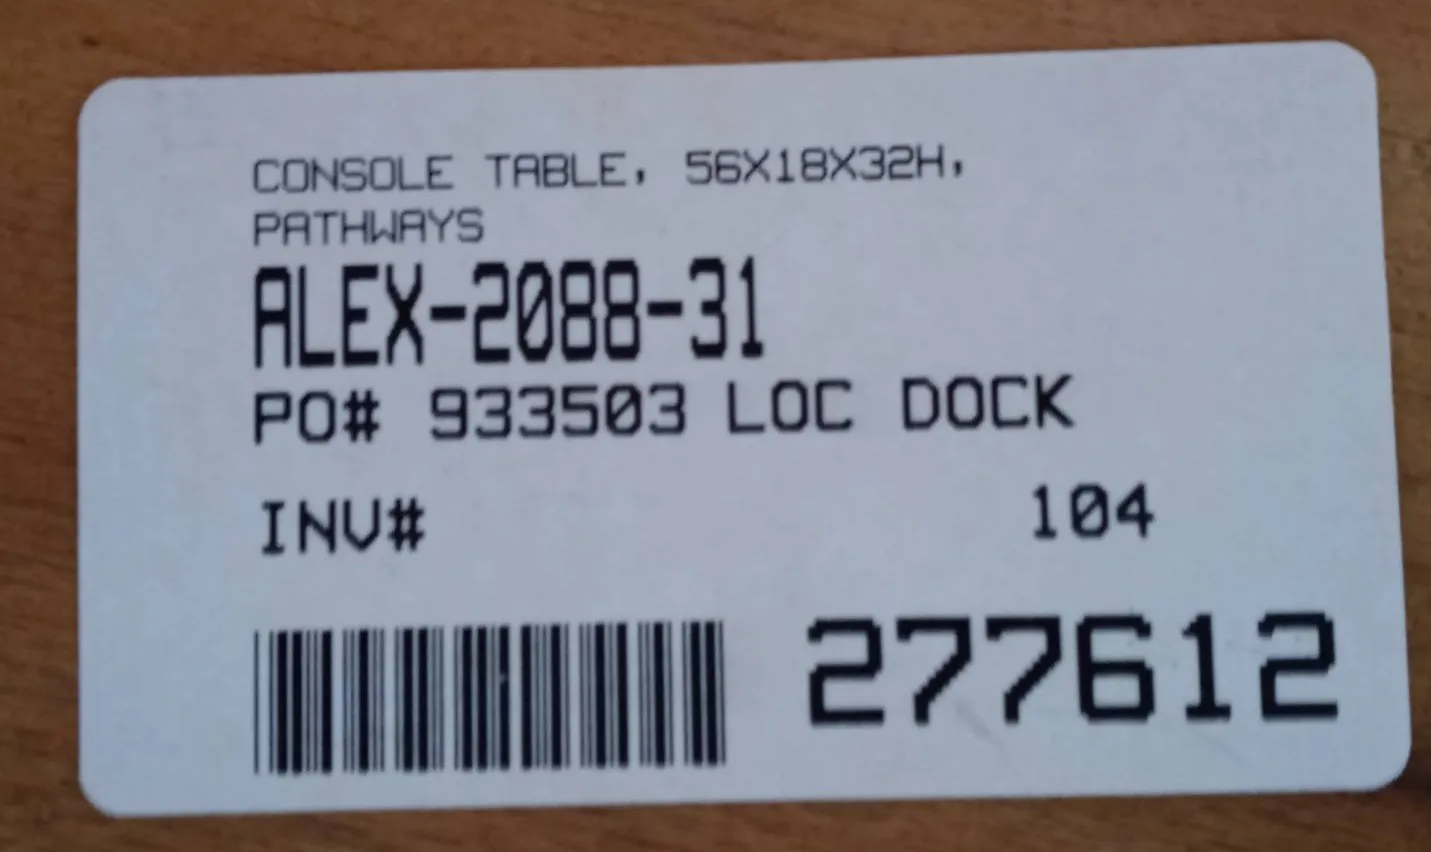 CONSOLE TABLE, 56X18X32H,
PATHWAYS
ALEX-2088-31
PO# 933503 LOC DOCK
INV# 104
277612